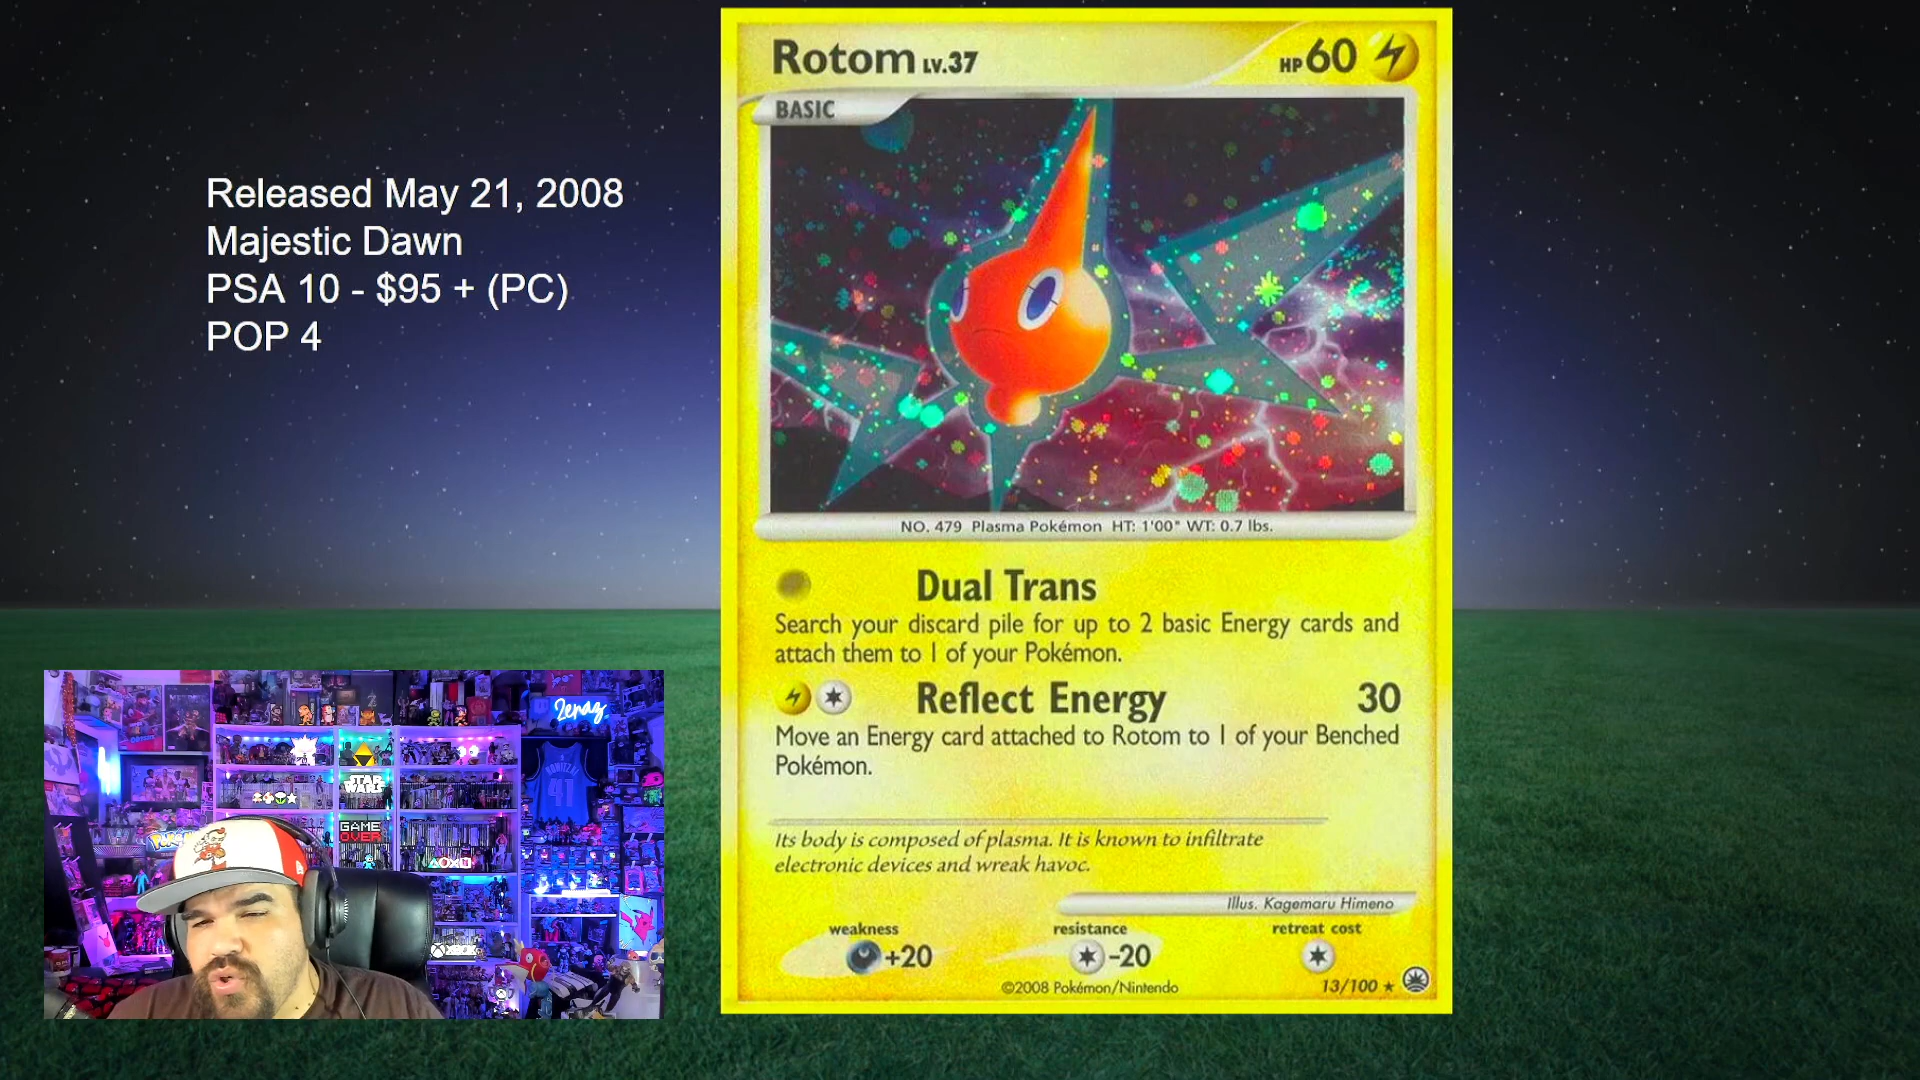 Released May 21, 2008
Majestic Dawn
PSA 10 - $95 + (PC)
POP 4
Rotom LV.37
HP 60
BASIC
NO. 479 Plasma Pokémon HT: 1'00" WT: 0.7 lbs.
Dual Trans
Search your discard pile for up to 2 basic Energy cards and
attach them to 1 of your Pokémon.
Reflect Energy 30
Move an Energy card attached to Rotom to 1 of your Benched
Pokémon.
Its body is composed of plasma. It is known to infiltrate
electronic devices and wreak havoc.
Illus. Kagemaru Himeno
weakness resistance retreat cost
+20 -20
©2008 Pokémon/Nintendo 13/100 ★
Zenaz
STAR
WARS
GAME
OVER
41
XBOX